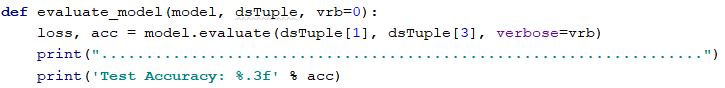 def evaluate_model(model, dsTuple, vrb=0):
    loss, acc = model.evaluate(dsTuple[1], dsTuple[3], verbose=vrb)
    print("...................................................................")
    print('Test Accuracy: %.3f' % acc)